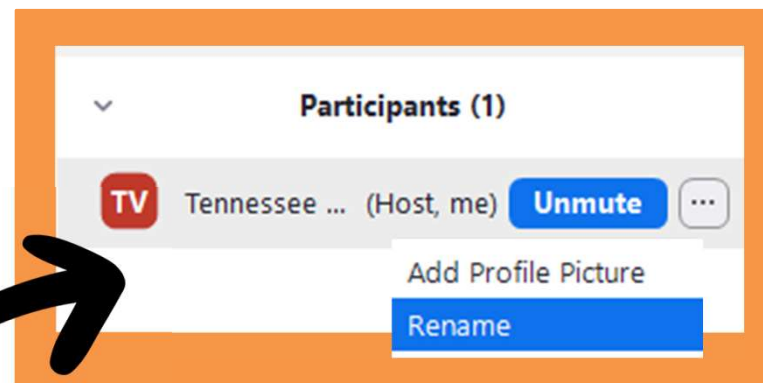 Participants (1)
TV Tennessee ... (Host, me) Unmute ...
Add Profile Picture
Rename